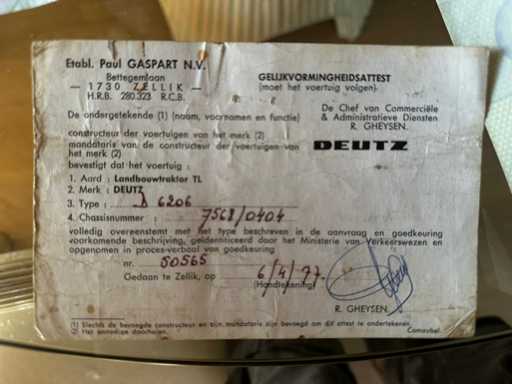 Etabl. Paul GASPART N.V.
Bettegemlaan
— 1730 ZELLIK —
H.R.B. 280.323 R.C.B.
GELIJKVORMINGHEIDSATTEST
(moet het voertuig volgen)
De ondergetekende (1) (naam, voornamen en functie)
De Chef van Commerciële
& Administratieve Diensten
R. GHEYSEN.
constructeur der voertuigen van het merk (2)
mandataris van de constructeur der voertuigen van
het merk (2)
DEUTZ
bevestigt dat het voertuig :
1. Aard : Landbouwtraktor TL
2. Merk : DEUTZ
3. Type : D 6206
4. Chassisnummer : 7568/0404
volledig overeenstemt met het type beschreven in de aanvraag en goedkeuring
voorkomende beschrijving, geïdentificeerd door het Ministerie van Verkeerswezen en
opgenomen in proces-verbaal van goedkeuring
nr. 50565
Gedaan te Zellik, op 6/4/77.
(Handtekening)
R. GHEYSEN.
(1) Slechts de bevoegde constructeur en zijn mandataris zijn bevoegd om dit attest te ondertekenen.
(2) Het onnodige doorhalen.